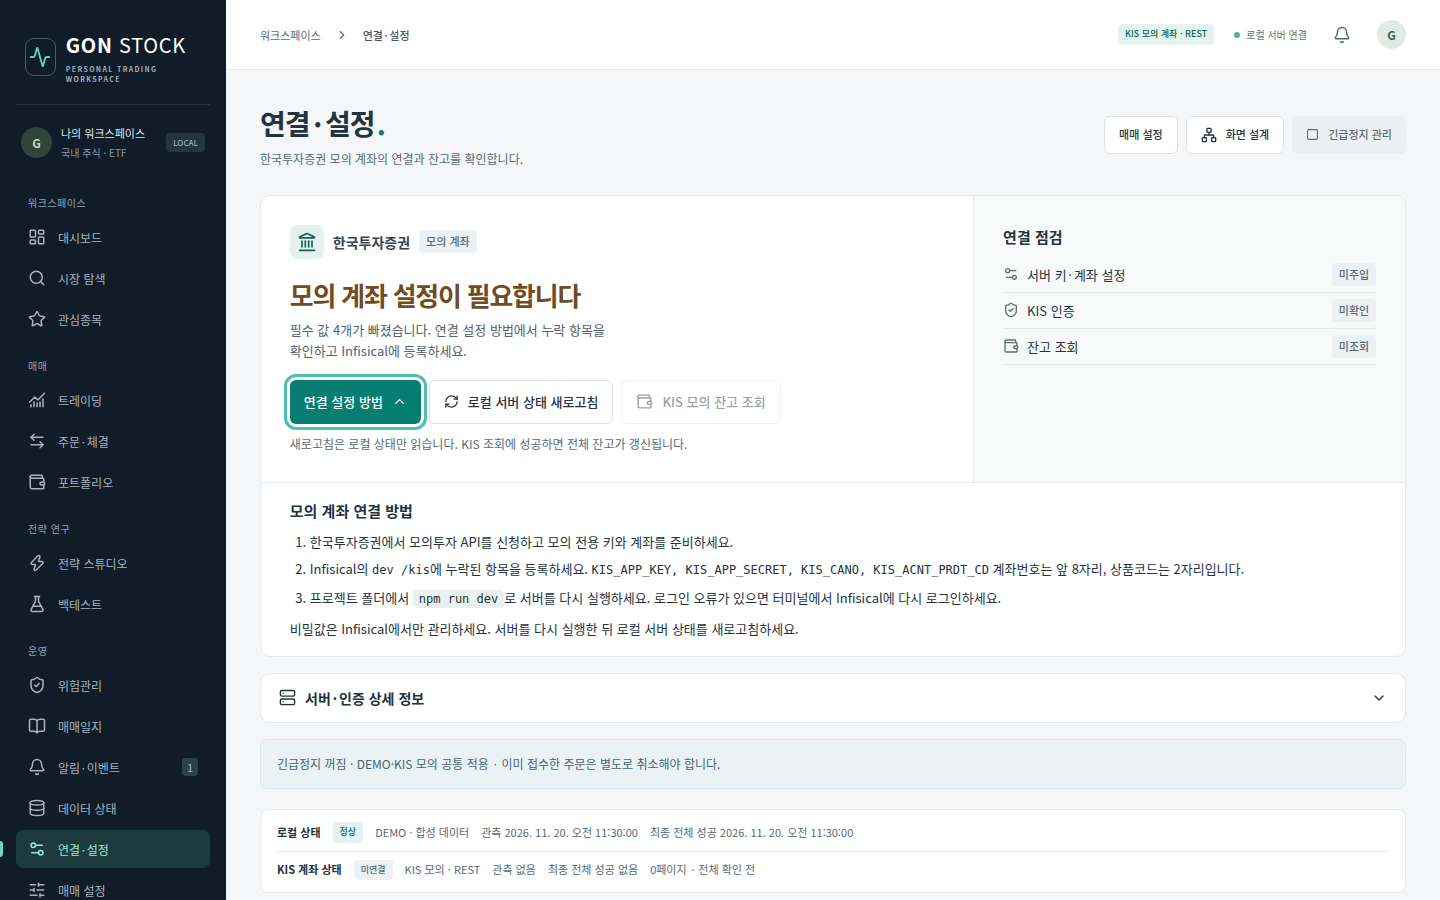 GON STOCK
PERSONAL TRADING
WORKSPACE
G
나의 워크스페이스
국내 주식 · ETF
LOCAL
워크스페이스
대시보드
시장 탐색
관심종목
매매
트레이딩
주문·체결
포트폴리오
전략 연구
전략 스튜디오
백테스트
운영
위험관리
매매일지
알림·이벤트
1
데이터 상태
연결·설정
매매 설정
워크스페이스
연결·설정
KIS 모의 계좌 · REST
로컬 서버 연결
G
연결·설정.
한국투자증권 모의 계좌의 연결과 잔고를 확인합니다.
매매 설정
화면 설계
긴급정지 관리
한국투자증권
모의 계좌
모의 계좌 설정이 필요합니다
필수 값 4개가 빠졌습니다. 연결 설정 방법에서 누락 항목을
확인하고 Infisical에 등록하세요.
연결 설정 방법
로컬 서버 상태 새로고침
KIS 모의 잔고 조회
새로고침은 로컬 상태만 읽습니다. KIS 조회에 성공하면 전체 잔고가 갱신됩니다.
연결 점검
서버 키·계좌 설정
미주입
KIS 인증
미확인
잔고 조회
미조회
모의 계좌 연결 방법
1. 한국투자증권에서 모의투자 API를 신청하고 모의 전용 키와 계좌를 준비하세요.
2. Infisical의 dev /kis에 누락된 항목을 등록하세요. KIS_APP_KEY, KIS_APP_SECRET, KIS_CANO, KIS_ACNT_PRDT_CD 계좌번호는 앞 8자리, 상품코드는 2자리입니다.
3. 프로젝트 폴더에서 npm run dev로 서버를 다시 실행하세요. 로그인 오류가 있으면 터미널에서 Infisical에 다시 로그인하세요.
비밀값은 Infisical에서만 관리하세요. 서버를 다시 실행한 뒤 로컬 서버 상태를 새로고침하세요.
서버·인증 상세 정보
긴급정지 꺼짐 · DEMO·KIS 모의 공통 적용 · 이미 접수한 주문은 별도로 취소해야 합니다.
로컬 상태
정상
DEMO · 합성 데이터
관측 2026. 11. 20. 오전 11:30:00
최종 전체 성공 2026. 11. 20. 오전 11:30:00
KIS 계좌 상태
미연결
KIS 모의 · REST
관측 없음
최종 전체 성공 없음
0페이지 · 전체 확인 전